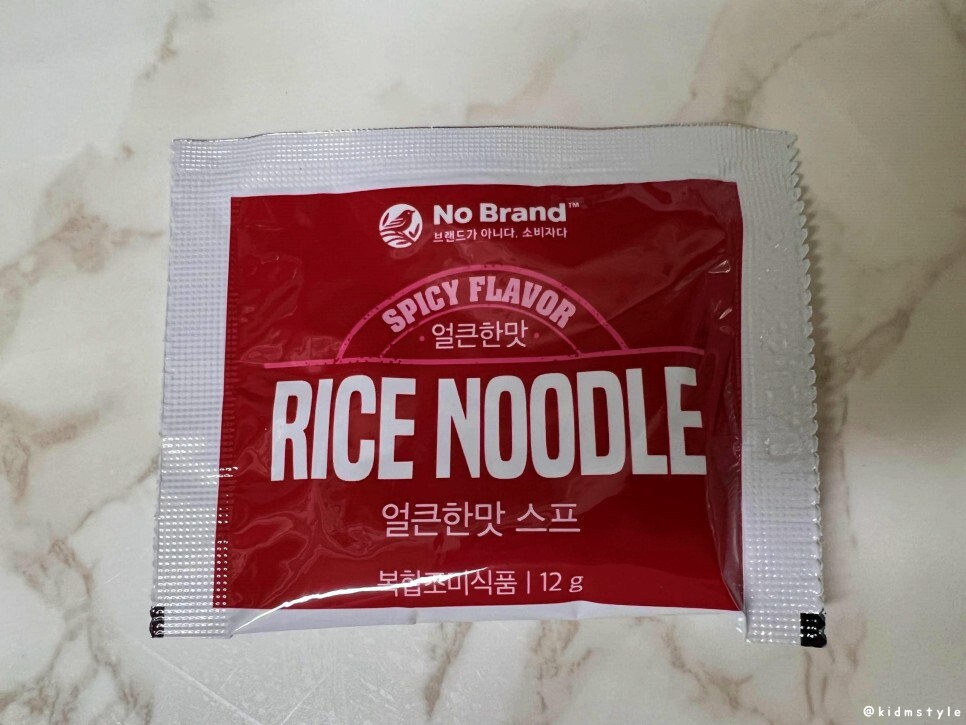 No Brand™
브랜드가 아니다. 소비자다
SPICY FLAVOR
· 얼큰한맛 ·
RICE NOODLE
얼큰한맛 스프
복합조미식품 | 12 g
@kidmstyle